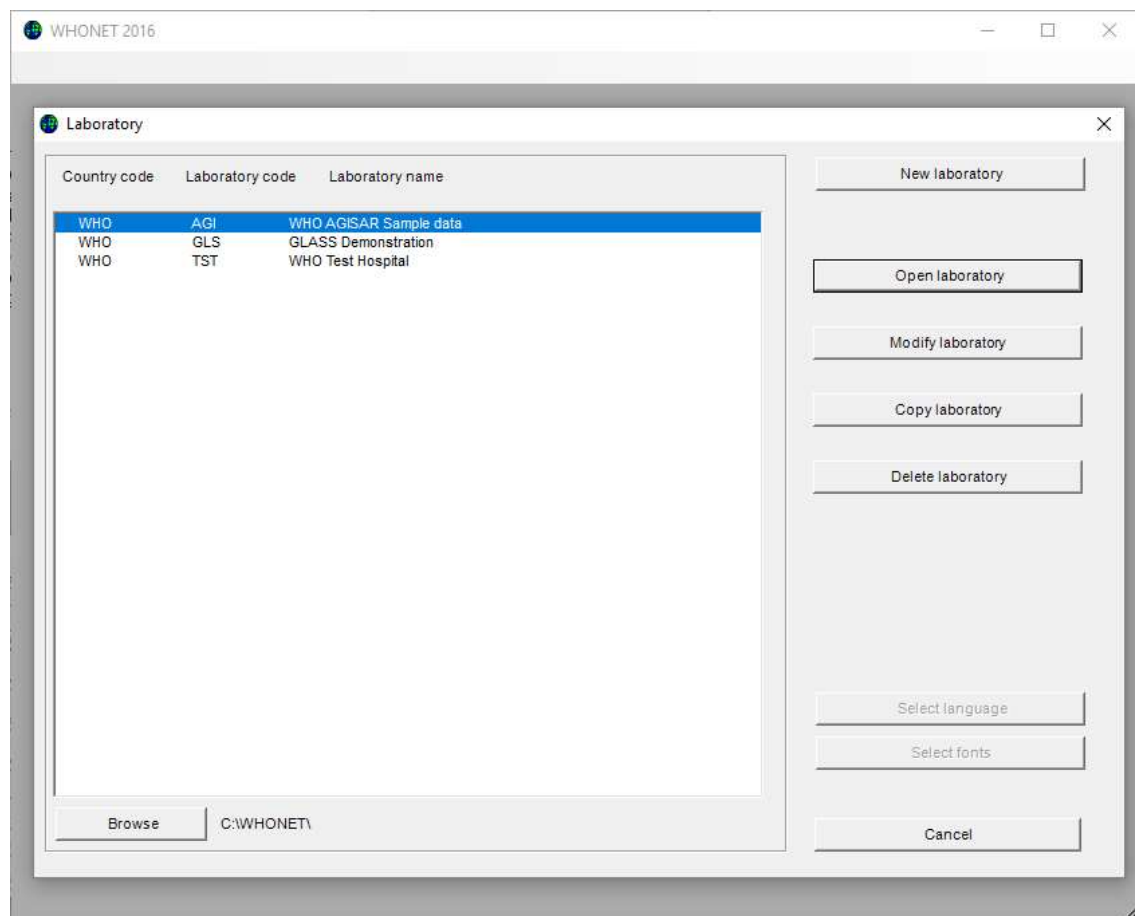 WHONET 2016
Laboratory
Country code Laboratory code Laboratory name
WHO AGI WHO AGISAR Sample data
WHO GLS GLASS Demonstration
WHO TST WHO Test Hospital
New laboratory
Open laboratory
Modify laboratory
Copy laboratory
Delete laboratory
Select language
Select fonts
Browse C:\WHONET\
Cancel